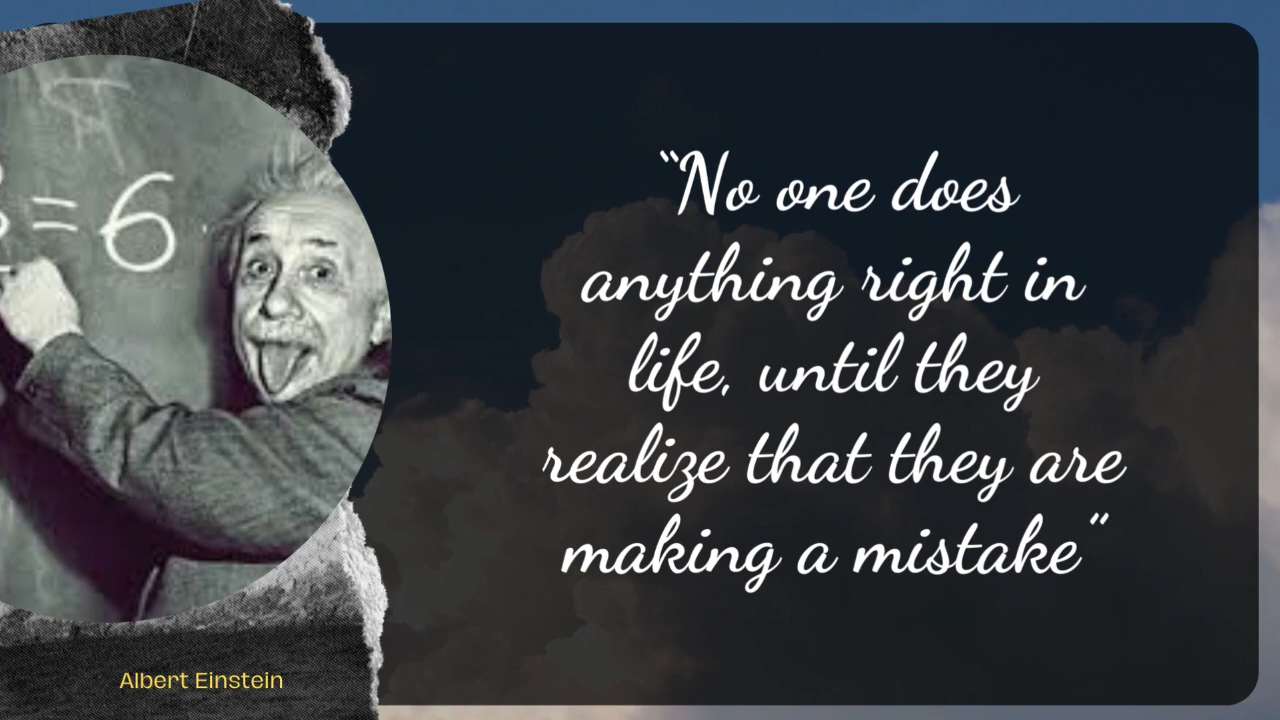 = 6
“No one does
anything right in
life, until they
realize that they are
making a mistake”
Albert Einstein